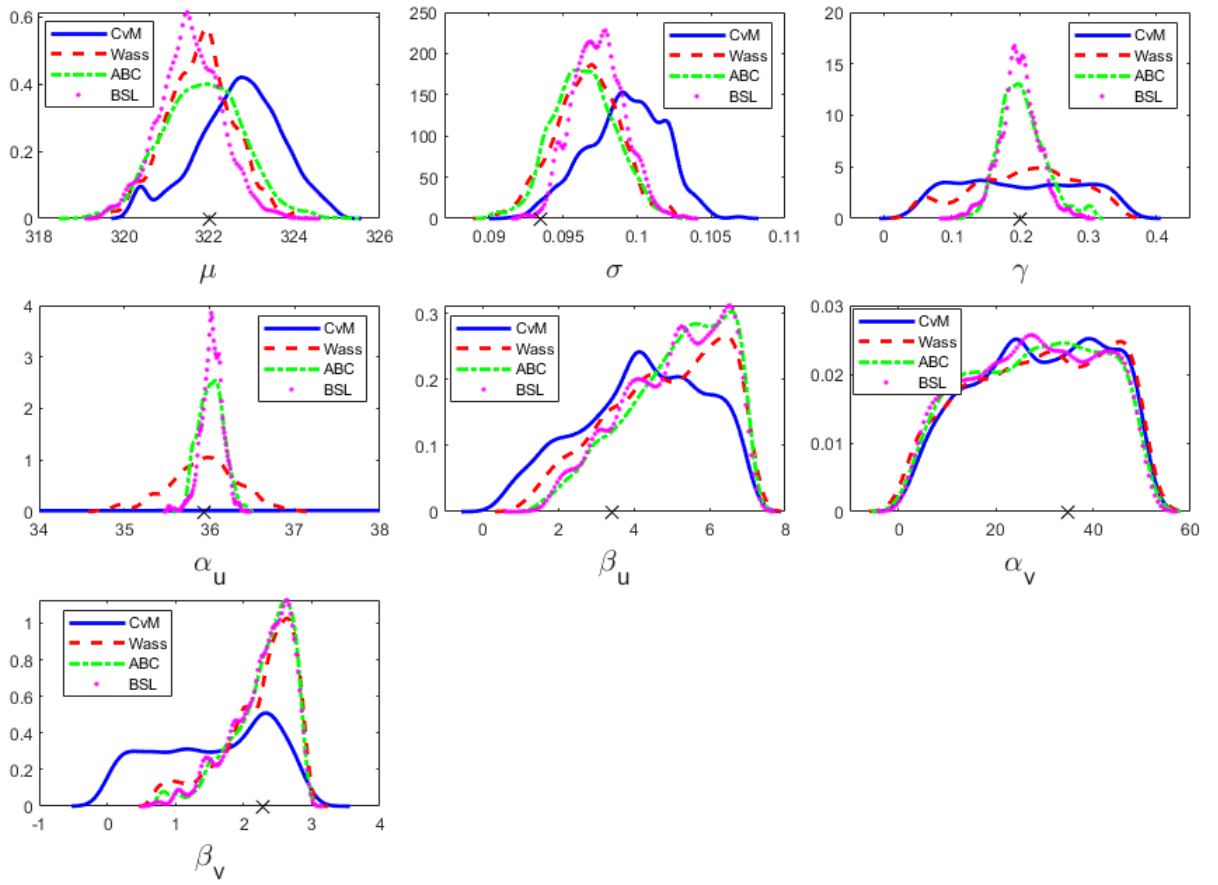 0.6
0.4
0.2
0
318 320 322 324 326
CvM
Wass
ABC
BSL
μ
250
200
150
100
50
0
0.09 0.095 0.1 0.105 0.11
CvM
Wass
ABC
BSL
σ
20
15
10
5
0
0 0.1 0.2 0.3 0.4
CvM
Wass
ABC
BSL
γ
4
3
2
1
0
34 35 36 37 38
CvM
Wass
ABC
BSL
α_u
0.3
0.2
0.1
0
0 2 4 6 8
CvM
Wass
ABC
BSL
β_u
0.03
0.02
0.01
0
0 20 40 60
CvM
Wass
ABC
BSL
α_v
1
0.8
0.6
0.4
0.2
0
-1 0 1 2 3 4
CvM
Wass
ABC
BSL
β_v